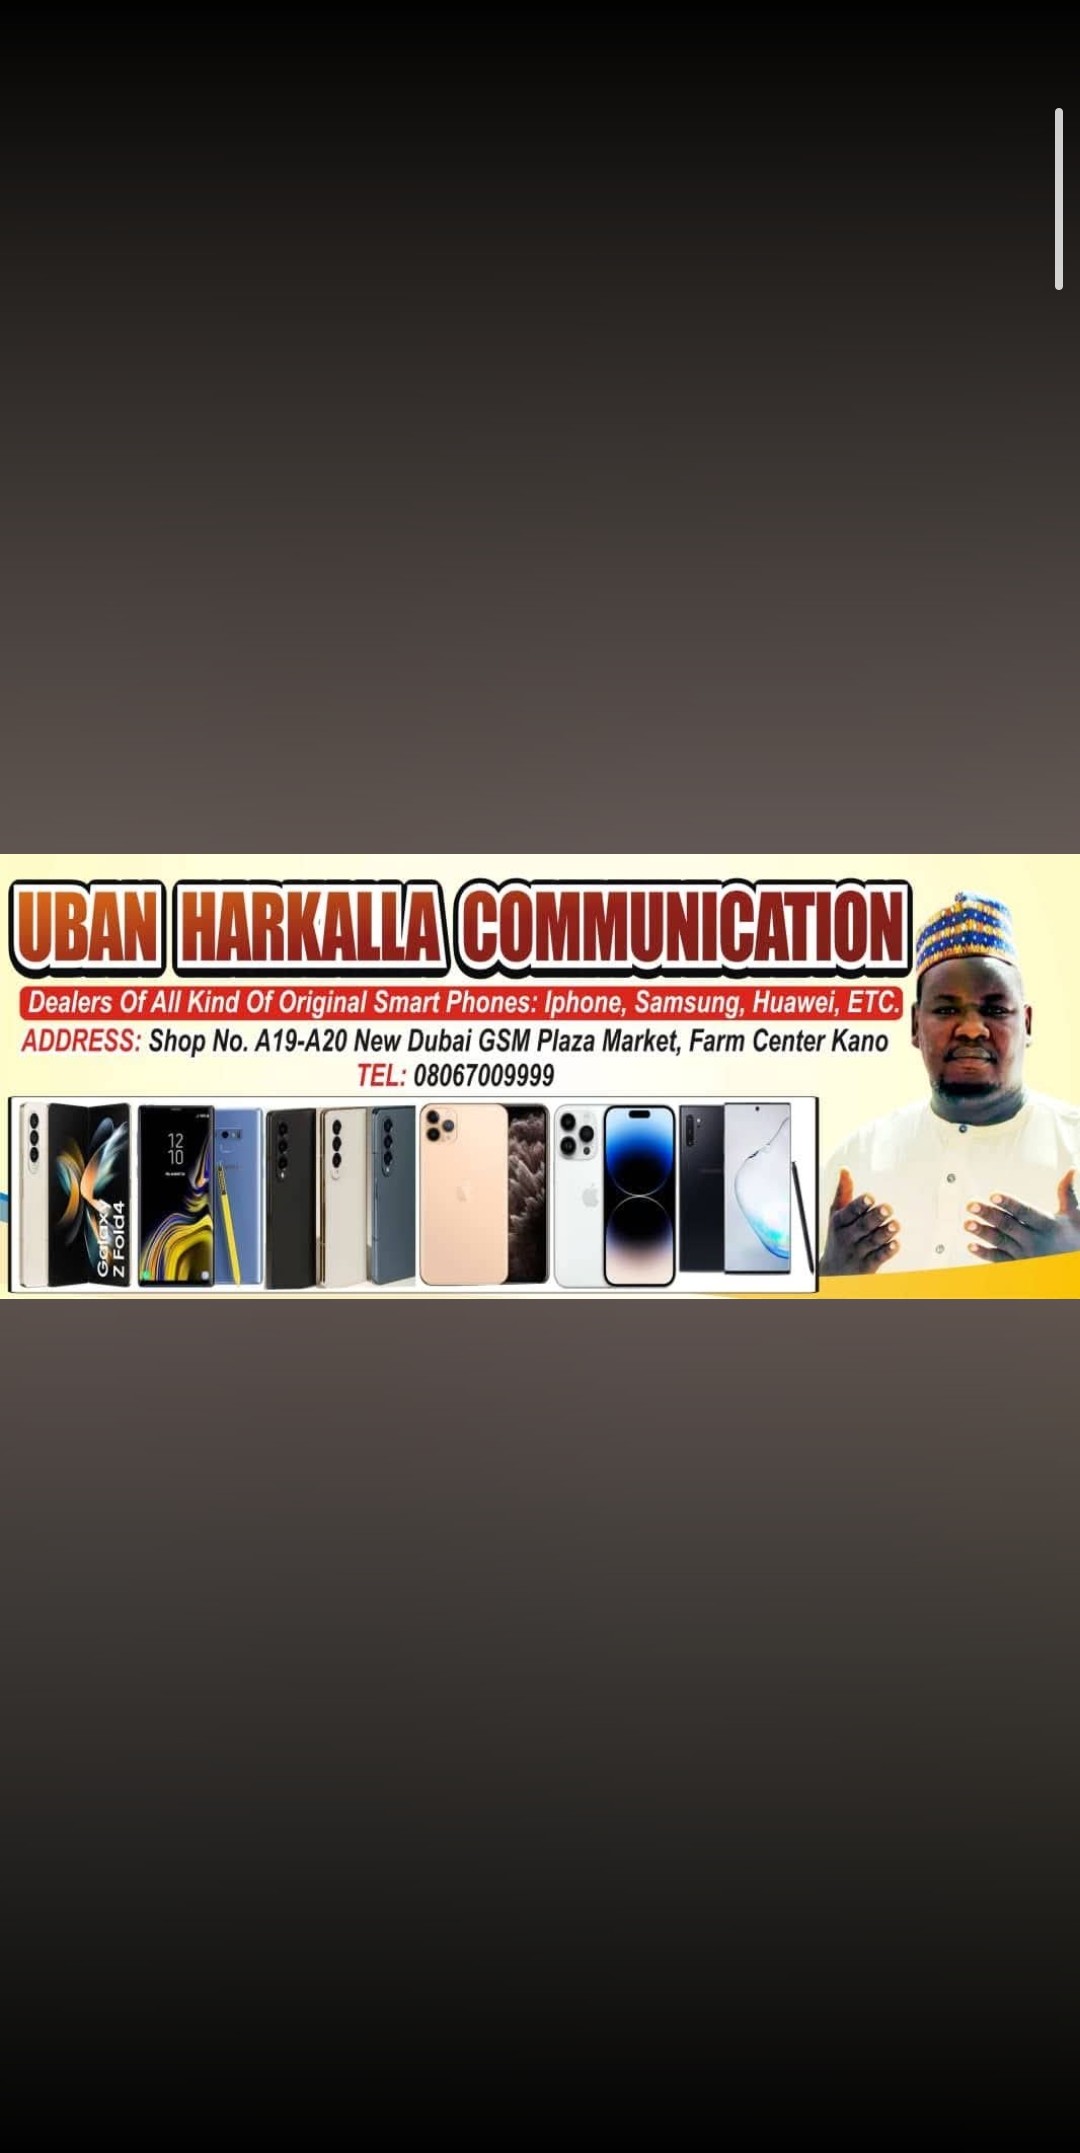 UBAN HARKALLA COMMUNICATION
Dealers Of All Kind Of Original Smart Phones: Iphone, Samsung, Huawei, ETC.
ADDRESS: Shop No. A19-A20 New Dubai GSM Plaza Market, Farm Center Kano
TEL: 08067009999
Galaxy
Z Fold4
12
10